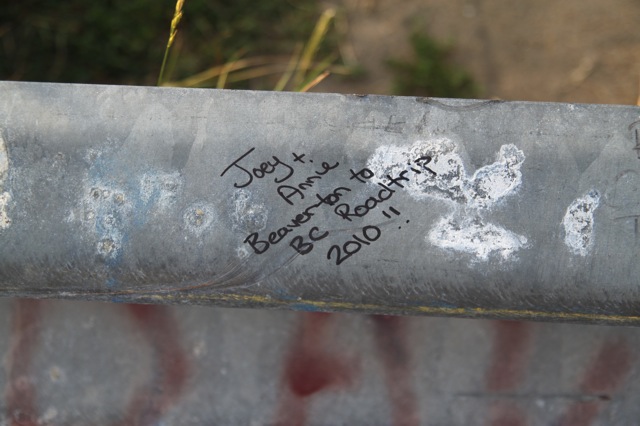 Joey +
Annie
Beaverton to
BC Roadtrip
2010!!